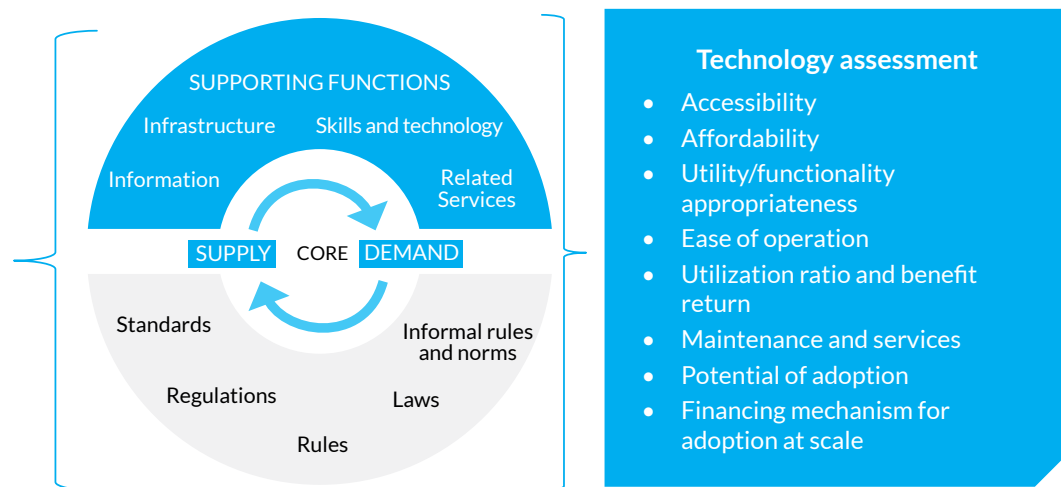 SUPPORTING FUNCTIONS
Infrastructure
Skills and technology
Information
Related
Services
SUPPLY
CORE
DEMAND
Standards
Informal rules
and norms
Regulations
Laws
Rules
Technology assessment
• Accessibility
• Affordability
• Utility/functionality
appropriateness
• Ease of operation
• Utilization ratio and benefit
return
• Maintenance and services
• Potential of adoption
• Financing mechanism for
adoption at scale